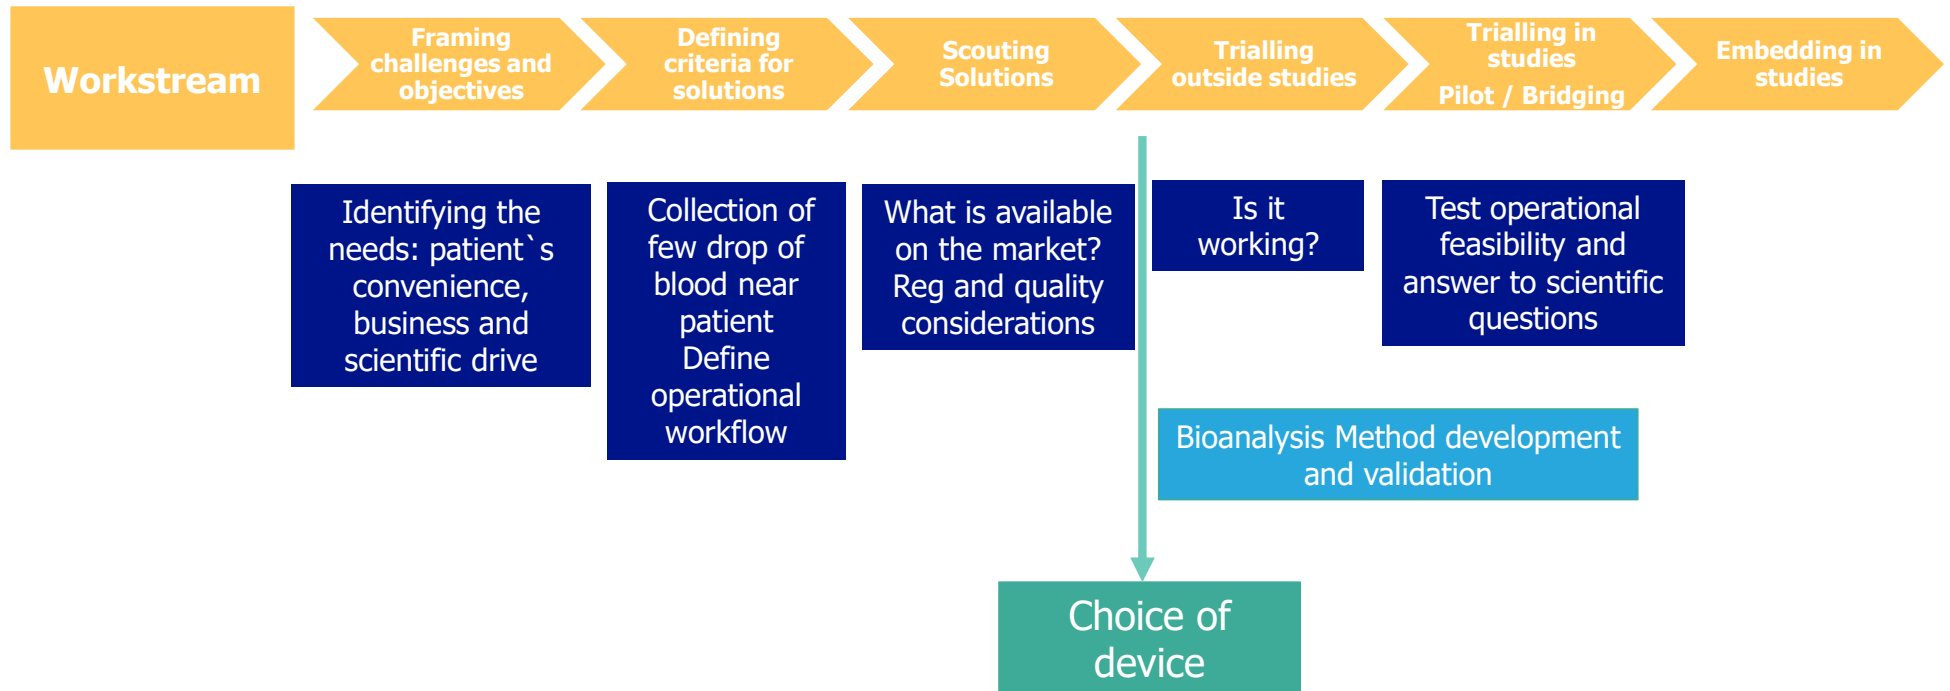 Workstream
Framing
challenges and
objectives
Defining
criteria for
solutions
Scouting
Solutions
Trialling
outside studies
Trialling in
studies
Pilot / Bridging
Embedding in
studies
Identifying the
needs: patient`s
convenience,
business and
scientific drive
Collection of
few drop of
blood near
patient
Define
operational
workflow
What is available
on the market?
Reg and quality
considerations
Is it
working?
Test operational
feasibility and
answer to scientific
questions
Bioanalysis Method development
and validation
Choice of
device